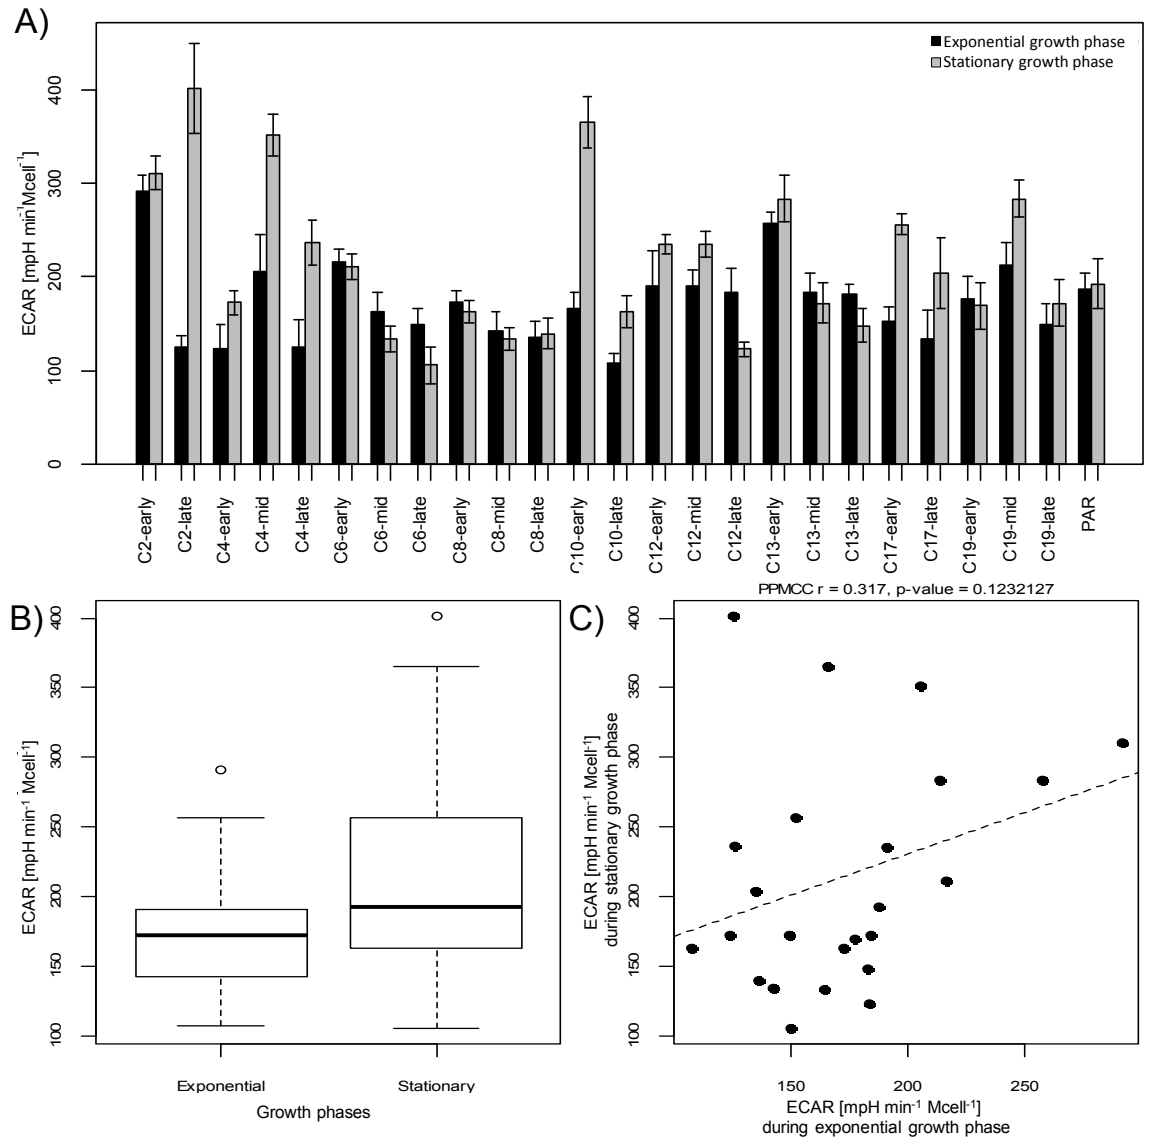 A)
Exponential growth phase
Stationary growth phase
ECAR [mpH min⁻¹Mcell⁻¹]
400
300
200
100
0
C2-early
C2-late
C4-early
C4-mid
C4-late
C6-early
C6-mid
C6-late
C8-early
C8-mid
C8-late
C10-early
C10-late
C12-early
C12-mid
C12-late
C13-early
C13-mid
C13-late
C17-early
C17-late
C19-early
C19-mid
C19-late
PAR
B)
ECAR [mpH min⁻¹ Mcell⁻¹]
400
350
300
250
200
150
100
Exponential
Stationary
Growth phases
C)
PPMCC r = 0.317, p-value = 0.1232127
ECAR [mpH min⁻¹ Mcell⁻¹]
during stationary growth phase
400
350
300
250
200
150
100
150
200
250
ECAR [mpH min⁻¹ Mcell⁻¹]
during exponential growth phase